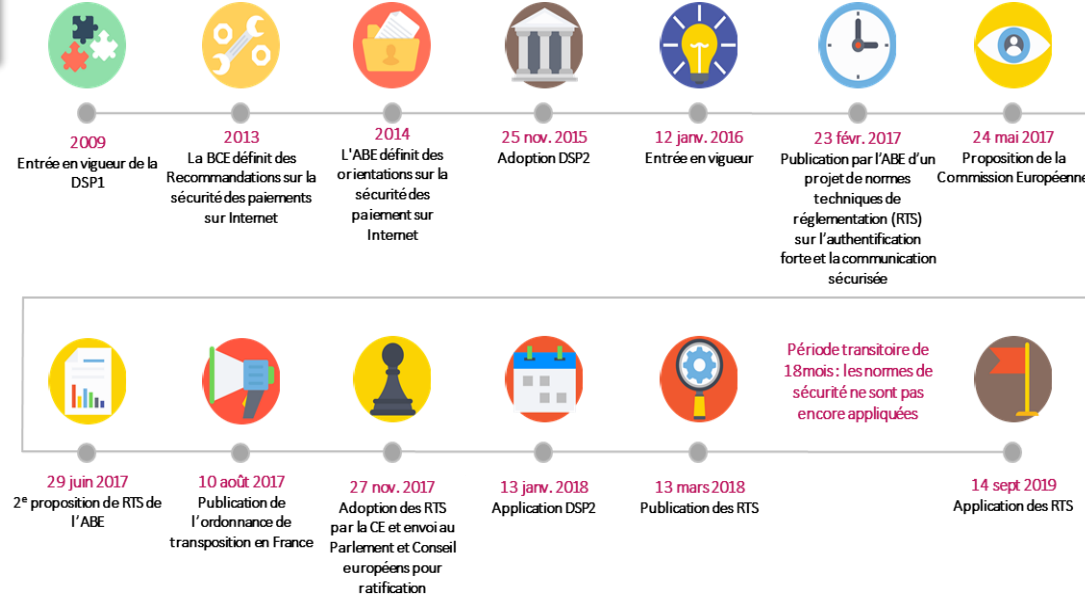 2009
Entrée en vigueur de la
DSP1
2013
La BCE définit des
Recommandations sur la
sécurité des paiements
sur Internet
2014
L'ABE définit des
orientations sur la
sécurité des
paiement sur
Internet
25 nov. 2015
Adoption DSP2
12 janv. 2016
Entrée en vigueur
23 févr. 2017
Publication par l'ABE d'un
projet de normes
techniques de
réglementation (RTS)
sur l'authentification
forte et la communication
sécurisée
24 mai 2017
Proposition de la
Commission Européenne
29 juin 2017
2e proposition de RTS de
l'ABE
10 août 2017
Publication de
l'ordonnance de
transposition en France
27 nov. 2017
Adoption des RTS
par la CE et envoi au
Parlement et Conseil
européens pour
ratification
13 janv. 2018
Application DSP2
13 mars 2018
Publication des RTS
Période transitoire de
18mois : les normes de
sécurité ne sont pas
encore appliquées
14 sept 2019
Application des RTS